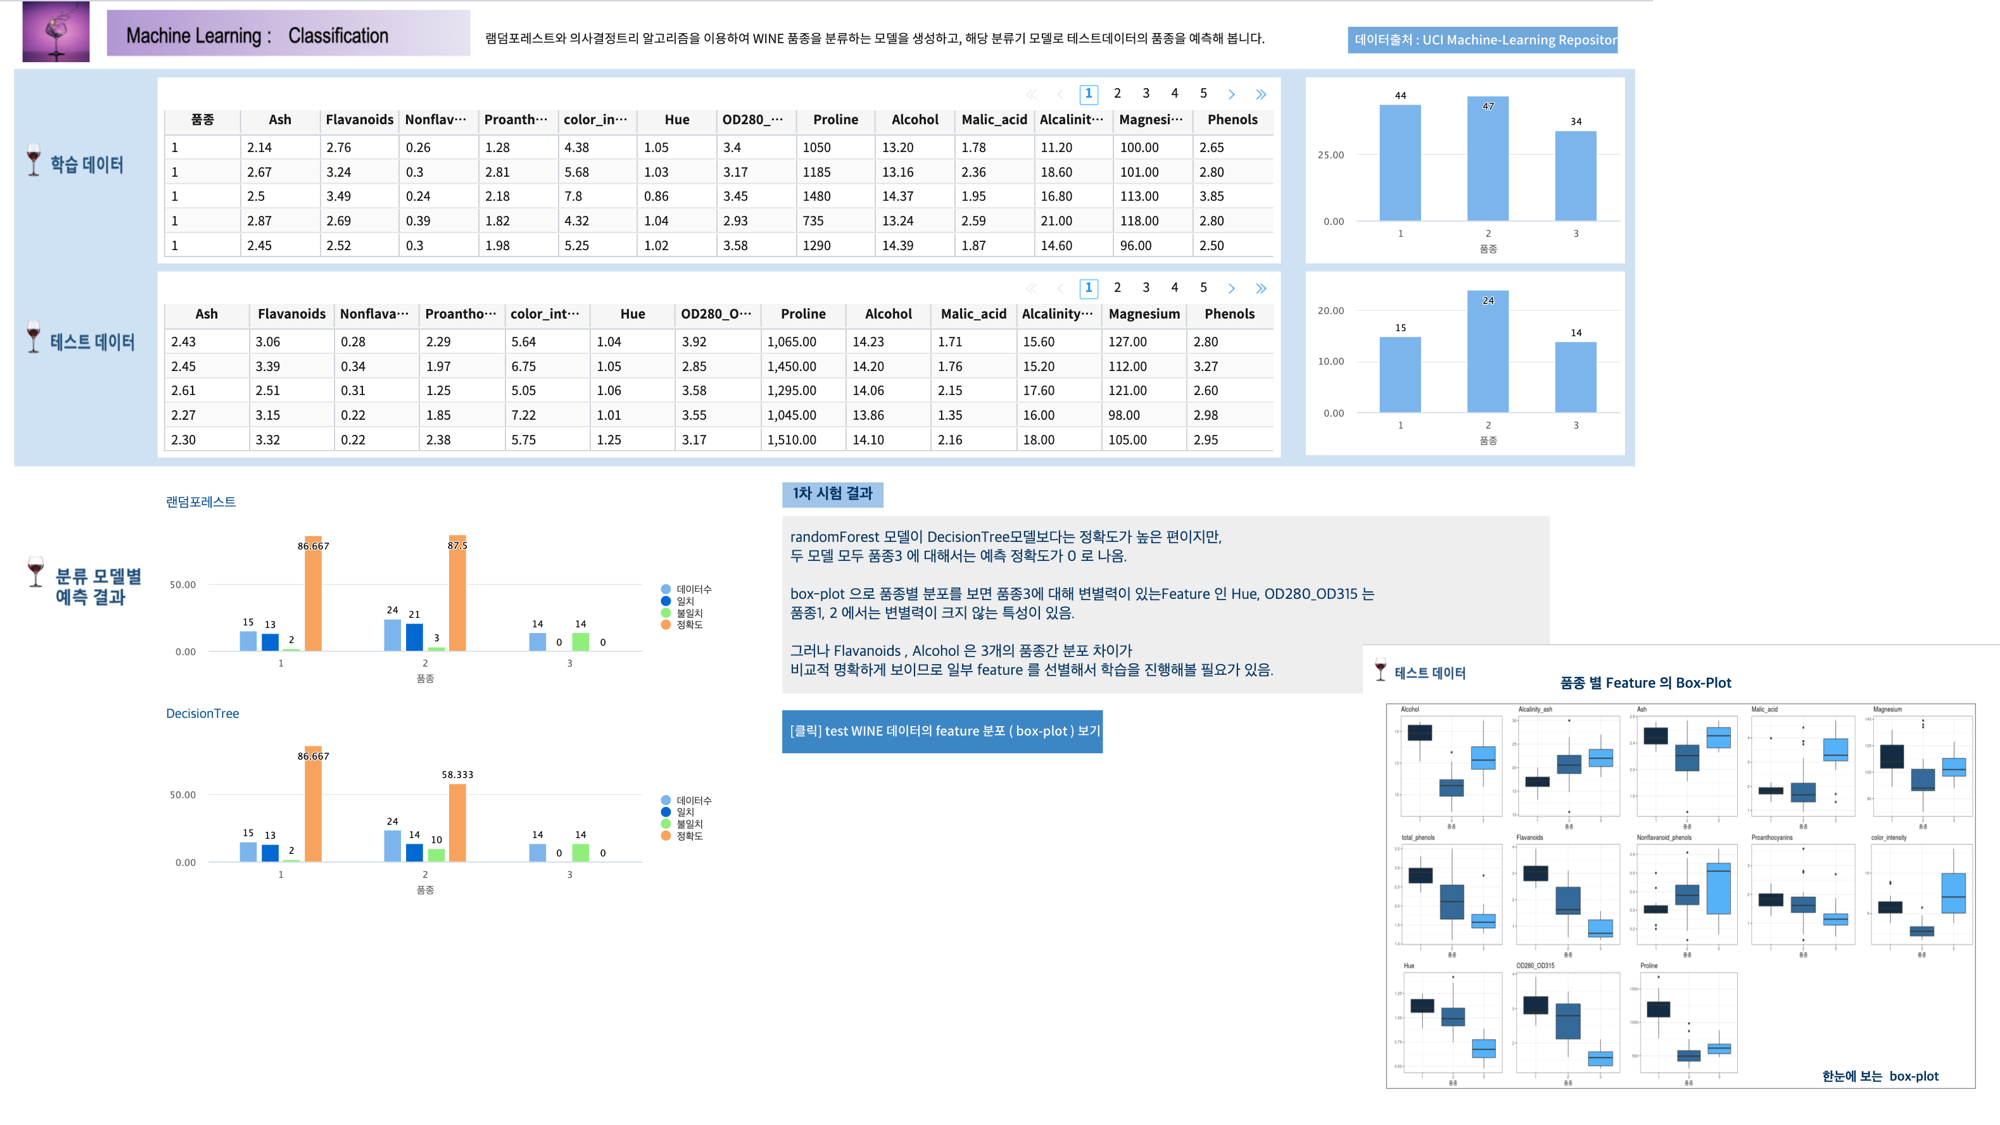 Machine Learning :   Classification
랜덤포레스트와 의사결정트리 알고리즘을 이용하여 WINE 품종을 분류하는 모델을 생성하고, 해당 분류기 모델로 테스트데이터의 품종을 예측해 봅니다.
데이터출처 : UCI Machine-Learning Repositor
학습 데이터
1 2 3 4 5
품종 Ash Flavanoids Nonflav··· Proanth··· color_in··· Hue OD280_··· Proline Alcohol Malic_acid Alcalinit··· Magnesi··· Phenols
1 2.14 2.76 0.26 1.28 4.38 1.05 3.4 1050 13.20 1.78 11.20 100.00 2.65
1 2.67 3.24 0.3 2.81 5.68 1.03 3.17 1185 13.16 2.36 18.60 101.00 2.80
1 2.5 3.49 0.24 2.18 7.8 0.86 3.45 1480 14.37 1.95 16.80 113.00 3.85
1 2.87 2.69 0.39 1.82 4.32 1.04 2.93 735 13.24 2.59 21.00 118.00 2.80
1 2.45 2.52 0.3 1.98 5.25 1.02 3.58 1290 14.39 1.87 14.60 96.00 2.50
44 47 34
25.00
0.00
1 2 3
품종
테스트 데이터
1 2 3 4 5
Ash Flavanoids Nonflava··· Proantho··· color_int··· Hue OD280_O··· Proline Alcohol Malic_acid Alcalinity··· Magnesium Phenols
2.43 3.06 0.28 2.29 5.64 1.04 3.92 1,065.00 14.23 1.71 15.60 127.00 2.80
2.45 3.39 0.34 1.97 6.75 1.05 2.85 1,450.00 14.20 1.76 15.20 112.00 3.27
2.61 2.51 0.31 1.25 5.05 1.06 3.58 1,295.00 14.06 2.15 17.60 121.00 2.60
2.27 3.15 0.22 1.85 7.22 1.01 3.55 1,045.00 13.86 1.35 16.00 98.00 2.98
2.30 3.32 0.22 2.38 5.75 1.25 3.17 1,510.00 14.10 2.16 18.00 105.00 2.95
15 24 14
20.00
10.00
0.00
1 2 3
품종
분류 모델별
예측 결과
랜덤포레스트
86.667 87.5
50.00
0.00
15 13 2 24 21 3 14 0 14 0
1 2 3
품종
데이터수
일치
불일치
정확도
DecisionTree
86.667 58.333
50.00
0.00
15 13 2 24 14 10 14 0 14 0
1 2 3
품종
데이터수
일치
불일치
정확도
1차 시험 결과
randomForest 모델이 DecisionTree모델보다는 정확도가 높은 편이지만,
두 모델 모두 품종3 에 대해서는 예측 정확도가 0 로 나옴.
box-plot 으로 품종별 분포를 보면 품종3에 대해 변별력이 있는Feature 인 Hue, OD280_OD315 는
품종1, 2 에서는 변별력이 크지 않는 특성이 있음.
그러나 Flavanoids , Alcohol 은 3개의 품종간 분포 차이가
비교적 명확하게 보이므로 일부 feature 를 선별해서 학습을 진행해볼 필요가 있음.
[클릭] test WINE 데이터의 feature 분포 ( box-plot ) 보기
테스트 데이터
품종 별 Feature 의 Box-Plot
Alcohol Alcalinity_ash Ash Malic_acid Magnesium
total_phenols Flavanoids Nonflavanoid_phenols Proanthocyanins color_intensity
Hue OD280_OD315 Proline
한눈에 보는  box-plot